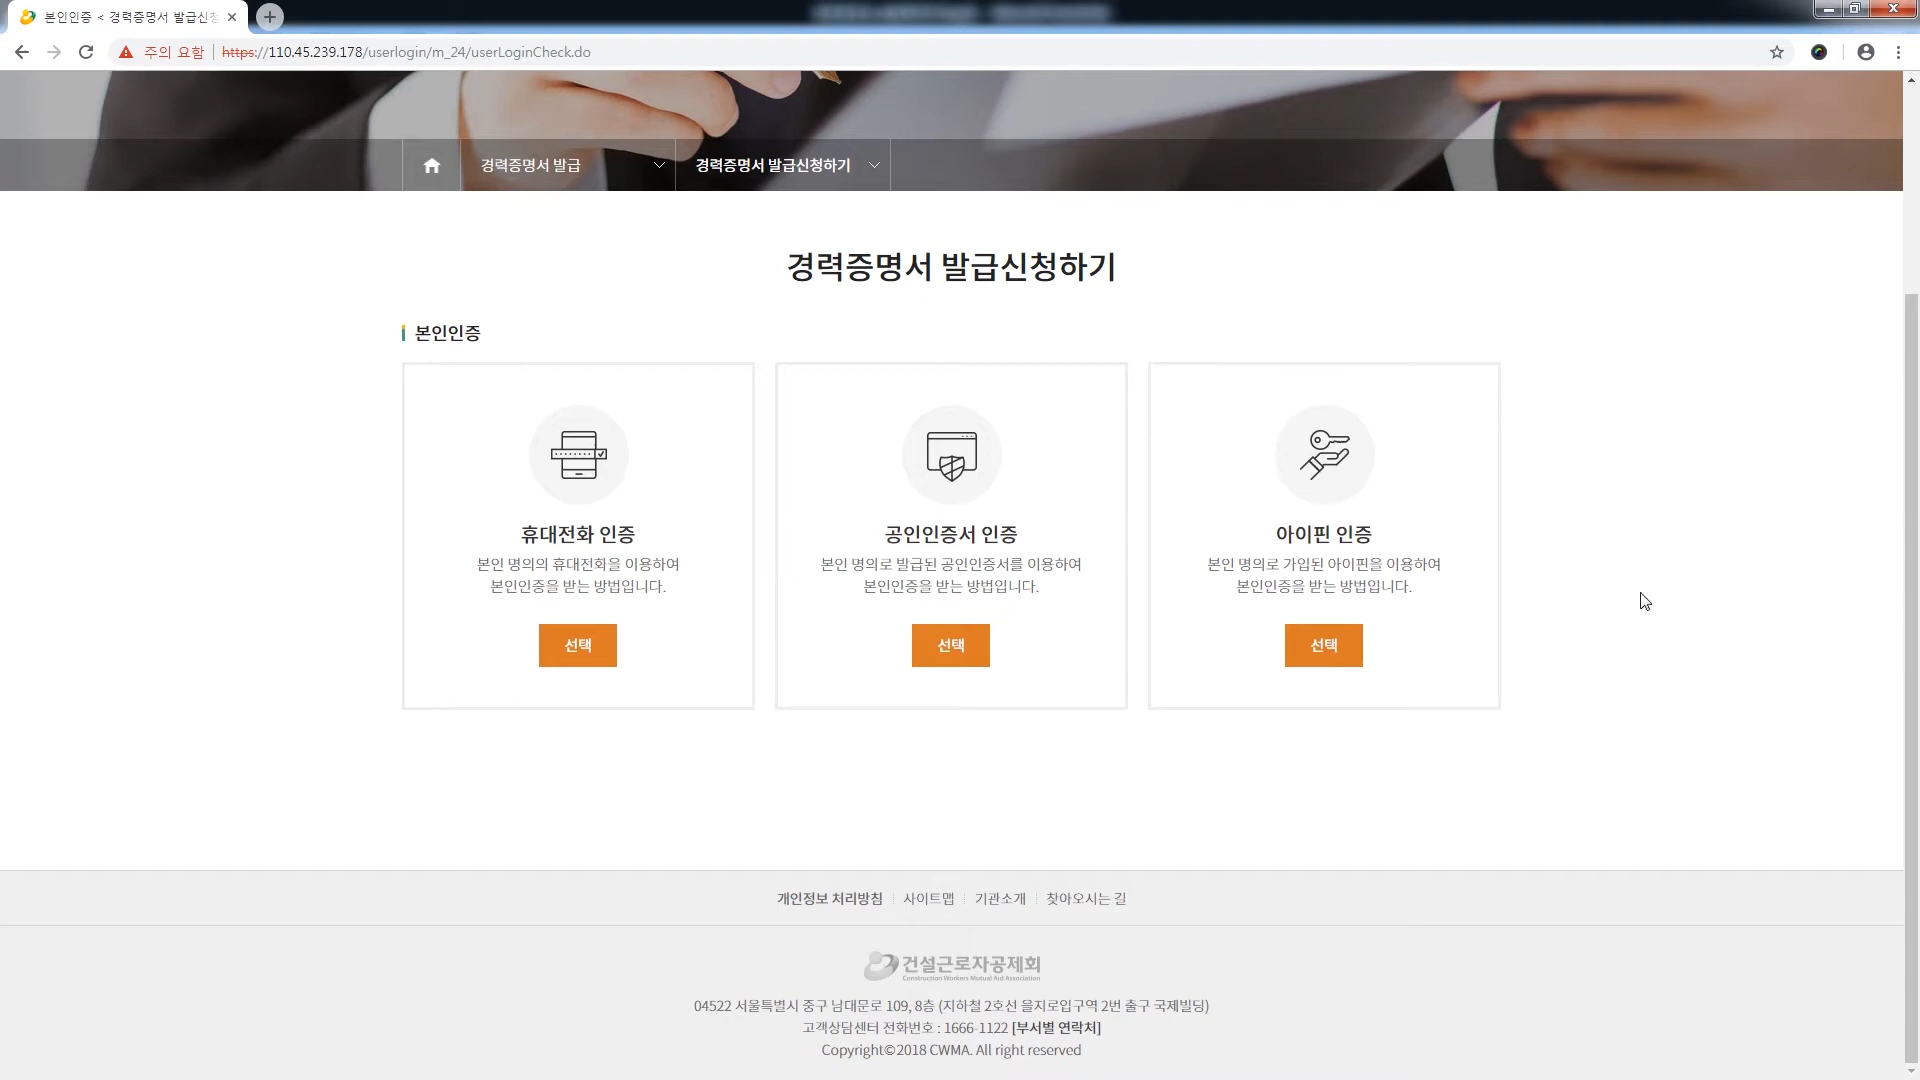 본인인증 < 경력증명서 발급신청
주의 요함 https://110.45.239.178/userlogin/m_24/userLoginCheck.do
경력증명서 발급 경력증명서 발급신청하기
경력증명서 발급신청하기
본인인증
휴대전화 인증
본인 명의의 휴대전화를 이용하여
본인인증을 받는 방법입니다.
선택
공인인증서 인증
본인 명의로 발급된 공인인증서를 이용하여
본인인증을 받는 방법입니다.
선택
아이핀 인증
본인 명의로 가입된 아이핀을 이용하여
본인인증을 받는 방법입니다.
선택
개인정보 처리방침 사이트맵 기관소개 찾아오시는 길
건설근로자공제회
Construction Workers Mutual Aid Association
04522 서울특별시 중구 남대문로 109, 8층 (지하철 2호선 을지로입구역 2번 출구 국제빌딩)
고객상담센터 전화번호 : 1666-1122 [부서별 연락처]
Copyright©2018 CWMA. All right reserved